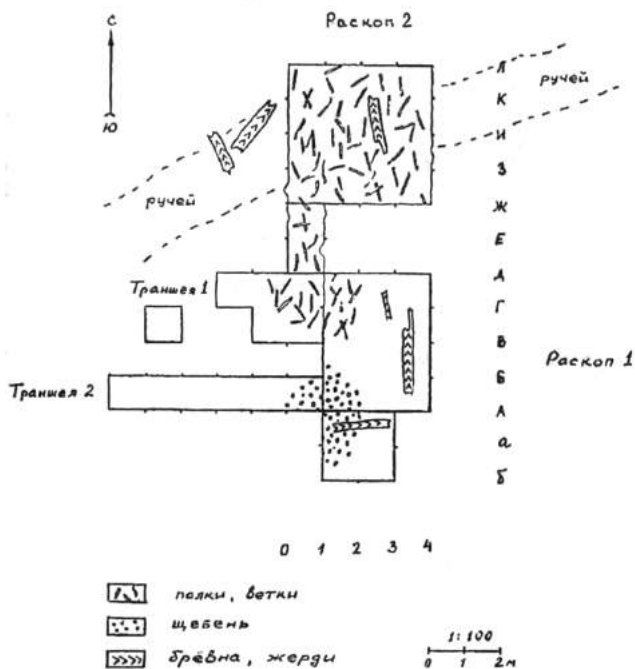 Раскоп 2
С
Ю
ручей
ручей
Л
К
И
З
Ж
Е
Д
Г
В
Б
А
а
б
Траншея 1
Раскоп 1
Траншея 2
0 1 2 3 4
палки, ветки
щебень
брёвна, жерди
1:100
0 1 2м